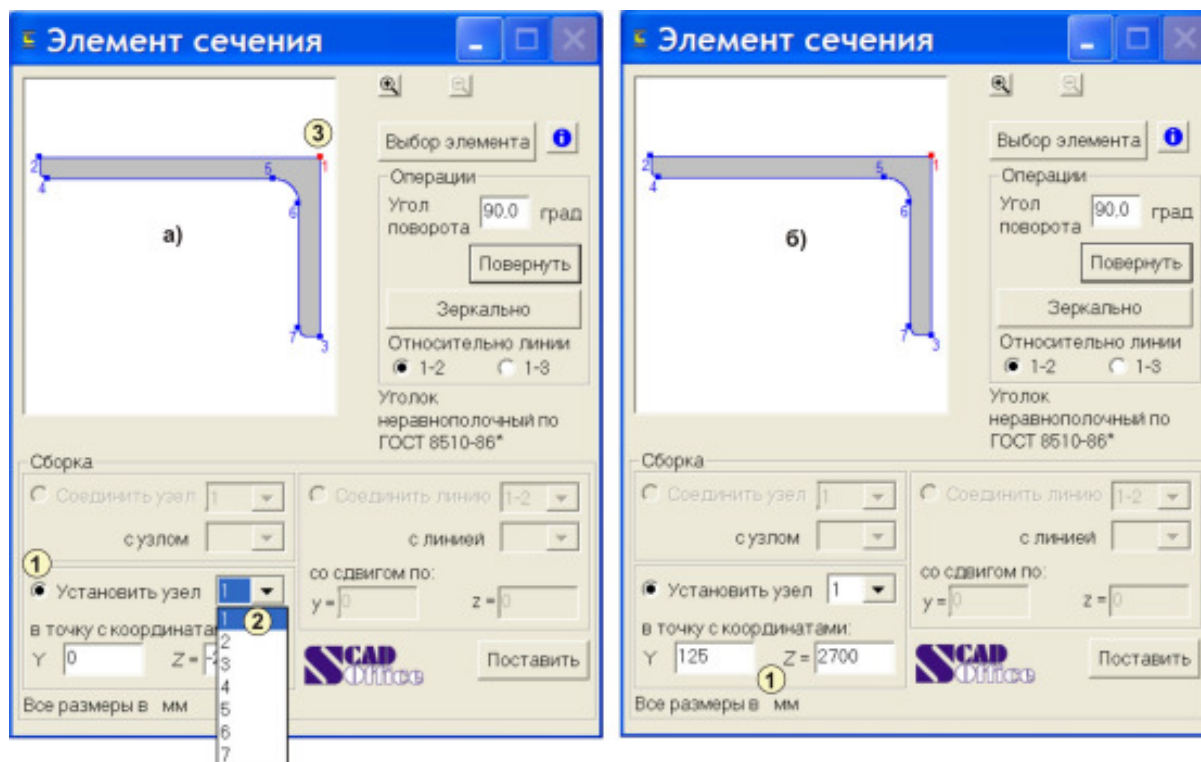 Элемент сечения
3
Выбор элемента
2
1
5
4
6
7
3
а)
Операции
Угол
поворота
90.0 град
Повернуть
Зеркально
Относительно линии
1-2 1-3
Уголок
неравнополочный по
ГОСТ 8510-86*
Сборка
Соединить узел 1
с узлом
Соединить линию 1-2
с линией
1
Установить узел 1
со сдвигом по:
y = 0 z = 0
1
2
2
3
4
5
6
7
в точку с координата
Y 0 Z =
SCAD
Office
Поставить
Все размеры в мм
Элемент сечения
Выбор элемента
2
1
5
4
6
7
3
б)
Операции
Угол
поворота
90.0 град
Повернуть
Зеркально
Относительно линии
1-2 1-3
Уголок
неравнополочный по
ГОСТ 8510-86*
Сборка
Соединить узел 1
с узлом
Соединить линию 1-2
с линией
Установить узел 1
со сдвигом по:
y = 0 z = 0
в точку с координатами:
Y 125 Z = 2700
1
SCAD
Office
Поставить
Все размеры в мм